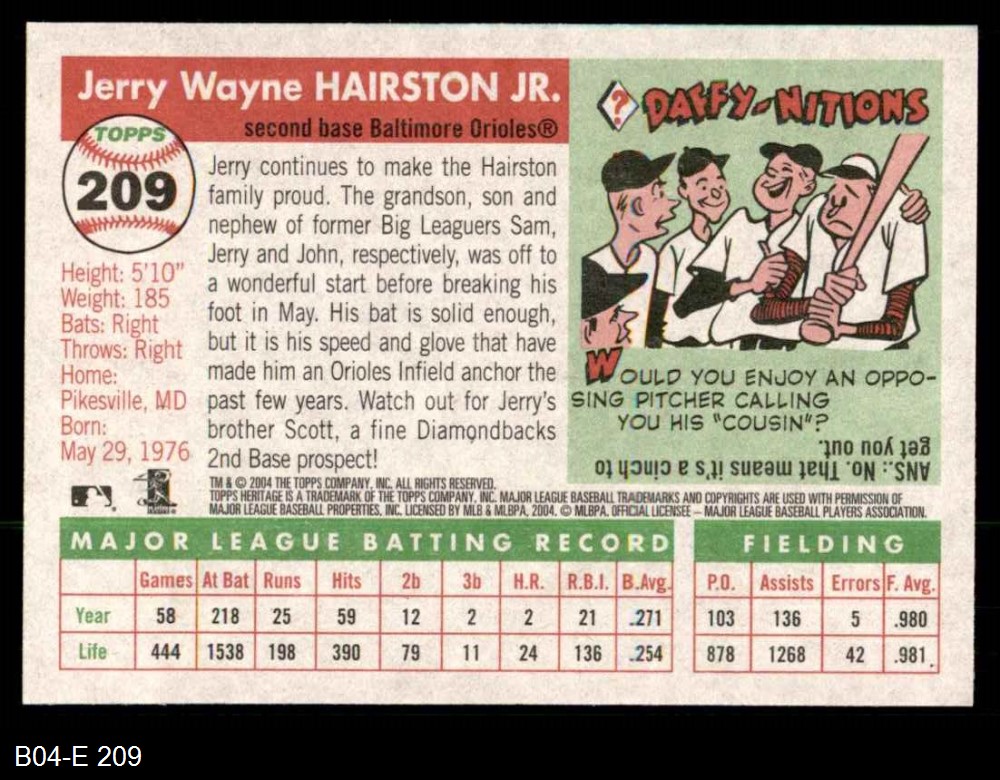 Jerry Wayne HAIRSTON JR.
second base Baltimore Orioles®
TOPPS
209
Height: 5'10"
Weight: 185
Bats: Right
Throws: Right
Home:
Pikesville, MD
Born:
May 29, 1976
Jerry continues to make the Hairston
family proud. The grandson, son and
nephew of former Big Leaguers Sam,
Jerry and John, respectively, was off to
a wonderful start before breaking his
foot in May. His bat is solid enough,
but it is his speed and glove that have
made him an Orioles Infield anchor the
past few years. Watch out for Jerry's
brother Scott, a fine Diamondbacks
2nd Base prospect!
? DAFFY-NITIONS
WOULD YOU ENJOY AN OPPO-
SING PITCHER CALLING
YOU HIS "COUSIN"?
ANS.: No. That means it's a cinch to
get you out.
TM & © 2004 THE TOPPS COMPANY, INC. ALL RIGHTS RESERVED.
TOPPS HERITAGE IS A TRADEMARK OF THE TOPPS COMPANY, INC. MAJOR LEAGUE BASEBALL TRADEMARKS AND COPYRIGHTS ARE USED WITH PERMISSION OF
MAJOR LEAGUE BASEBALL PROPERTIES, INC. LICENSED BY MLB & MLBPA, 2004. © MLBPA. OFFICIAL LICENSEE – MAJOR LEAGUE BASEBALL PLAYERS ASSOCIATION.
MAJOR LEAGUE BATTING RECORD
Games At Bat Runs Hits 2b 3b H.R. R.B.I. B.Avg.
Year 58 218 25 59 12 2 2 21 .271
Life 444 1538 198 390 79 11 24 136 .254
FIELDING
P.O. Assists Errors F. Avg.
103 136 5 .980
878 1268 42 .981
B04-E 209